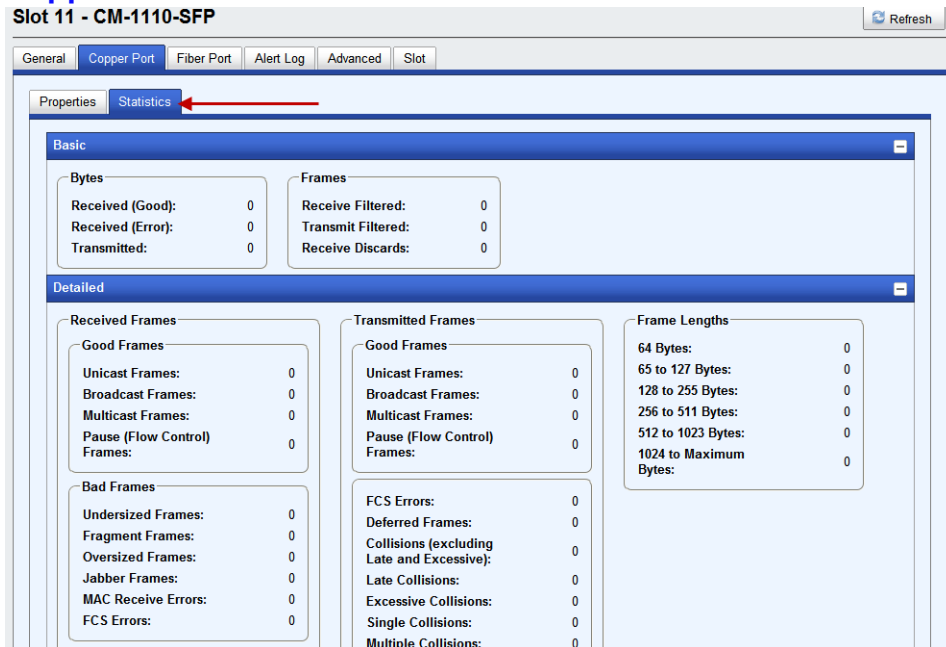 Slot 11 - CM-1110-SFP
Refresh
General Copper Port Fiber Port Alert Log Advanced Slot
Properties Statistics
Basic
Bytes
Received (Good): 0
Received (Error): 0
Transmitted: 0
Frames
Receive Filtered: 0
Transmit Filtered: 0
Receive Discards: 0
Detailed
Received Frames
Good Frames
Unicast Frames: 0
Broadcast Frames: 0
Multicast Frames: 0
Pause (Flow Control)
Frames: 0
Bad Frames
Undersized Frames: 0
Fragment Frames: 0
Oversized Frames: 0
Jabber Frames: 0
MAC Receive Errors: 0
FCS Errors: 0
Transmitted Frames
Good Frames
Unicast Frames: 0
Broadcast Frames: 0
Multicast Frames: 0
Pause (Flow Control)
Frames: 0
FCS Errors: 0
Deferred Frames: 0
Collisions (excluding
Late and Excessive): 0
Late Collisions: 0
Excessive Collisions: 0
Single Collisions: 0
Multiple Collisions: 0
Frame Lengths
64 Bytes: 0
65 to 127 Bytes: 0
128 to 255 Bytes: 0
256 to 511 Bytes: 0
512 to 1023 Bytes: 0
1024 to Maximum
Bytes: 0